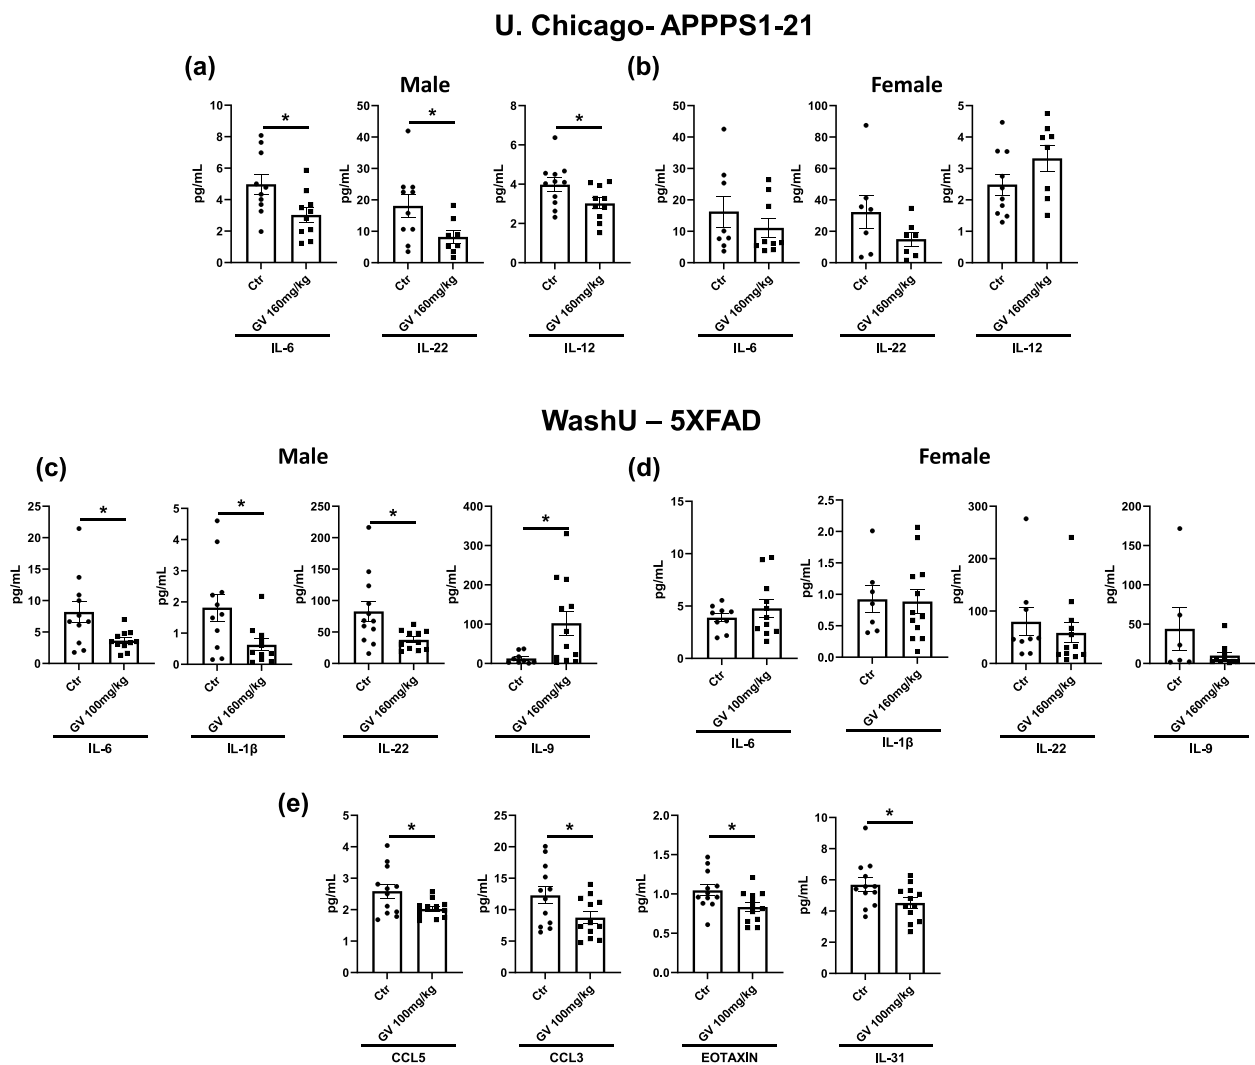 U. Chicago- APPPS1-21
(a)
Male
(b)
Female
pg/mL
10
8
6
4
2
0
*
Ctr
GV 160mg/kg
IL-6
pg/mL
50
40
30
20
10
0
*
Ctr
GV 160mg/kg
IL-22
pg/mL
8
6
4
2
0
*
Ctr
GV 160mg/kg
IL-12
pg/mL
50
40
30
20
10
0
Ctr
GV 160mg/kg
IL-6
pg/mL
100
80
60
40
20
0
Ctr
GV 160mg/kg
IL-22
pg/mL
5
4
3
2
1
0
Ctr
GV 160mg/kg
IL-12
WashU – 5XFAD
(c)
Male
(d)
Female
pg/mL
25
20
15
10
5
0
*
Ctr
GV 100mg/kg
IL-6
pg/mL
5
4
3
2
1
0
*
Ctr
GV 160mg/kg
IL-1β
pg/mL
250
200
150
100
50
0
*
Ctr
GV 160mg/kg
IL-22
pg/mL
400
300
200
100
0
*
Ctr
GV 160mg/kg
IL-9
pg/mL
15
10
5
0
Ctr
GV 160mg/kg
IL-6
pg/mL
2.5
2.0
1.5
1.0
0.5
0.0
Ctr
GV 160mg/kg
IL-1β
pg/mL
300
200
100
0
Ctr
GV 160mg/kg
IL-22
pg/mL
200
150
100
50
0
Ctr
GV 160mg/kg
IL-9
(e)
pg/mL
5
4
3
2
1
0
*
Ctr
GV 100mg/kg
CCL5
pg/mL
25
20
15
10
5
0
*
Ctr
GV 100mg/kg
CCL3
pg/mL
2.0
1.5
1.0
0.5
0.0
*
Ctr
GV 100mg/kg
EOTAXIN
pg/mL
10
8
6
4
2
0
*
Ctr
GV 100mg/kg
IL-31